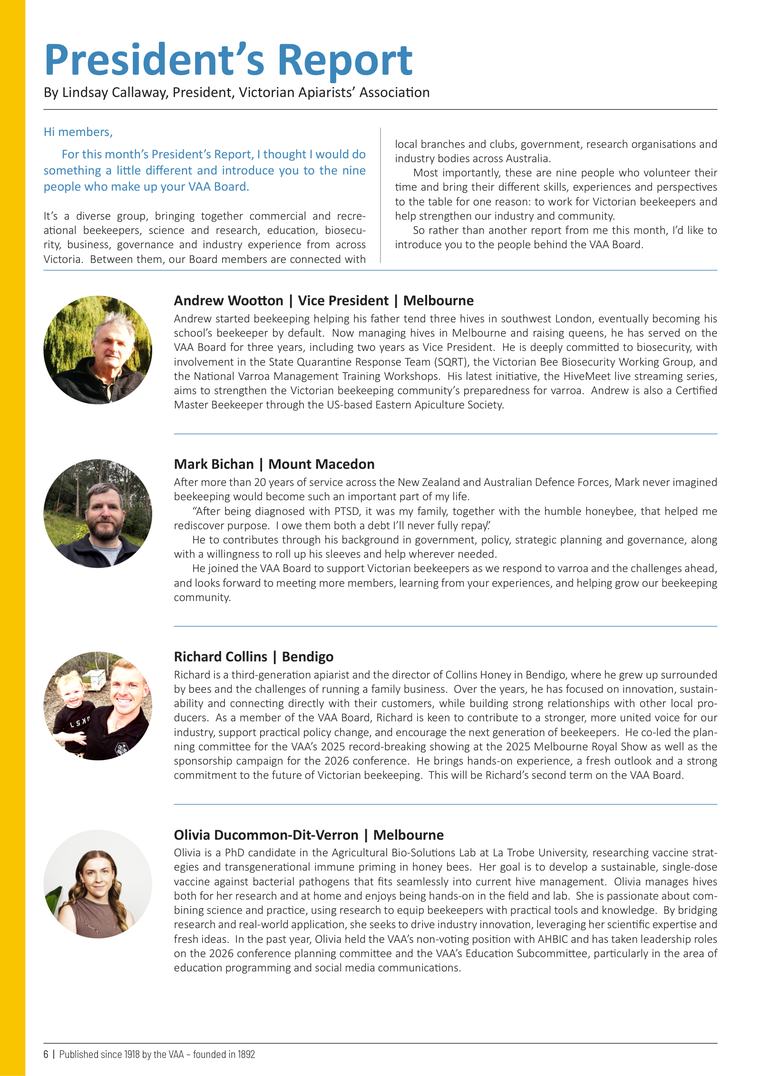 President's Report
By Lindsay Callaway, President, Victorian Apiarists' Association
Hi members,
For this month's President's Report, I thought I would do
something a little different and introduce you to the nine
people who make up your VAA Board.
It's a diverse group, bringing together commercial and recre-
ational beekeepers, science and research, education, biosecu-
rity, business, governance and industry experience from across
Victoria. Between them, our Board members are connected with
local branches and clubs, government, research organisations and
industry bodies across Australia.
Most importantly, these are nine people who volunteer their
time and bring their different skills, experiences and perspectives
to the table for one reason: to work for Victorian beekeepers and
help strengthen our industry and community.
So rather than another report from me this month, I'd like to
introduce you to the people behind the VAA Board.
Andrew Wootton | Vice President | Melbourne
Andrew started beekeeping helping his father tend three hives in southwest London, eventually becoming his
school's beekeeper by default. Now managing hives in Melbourne and raising queens, he has served on the
VAA Board for three years, including two years as Vice President. He is deeply committed to biosecurity, with
involvement in the State Quarantine Response Team (SQRT), the Victorian Bee Biosecurity Working Group, and
the National Varroa Management Training Workshops. His latest initiative, the HiveMeet live streaming series,
aims to strengthen the Victorian beekeeping community's preparedness for varroa. Andrew is also a Certified
Master Beekeeper through the US-based Eastern Apiculture Society.
Mark Bichan | Mount Macedon
After more than 20 years of service across the New Zealand and Australian Defence Forces, Mark never imagined
beekeeping would become such an important part of my life.
"After being diagnosed with PTSD, it was my family, together with the humble honeybee, that helped me
rediscover purpose. I owe them both a debt I'll never fully repay."
He to contributes through his background in government, policy, strategic planning and governance, along
with a willingness to roll up his sleeves and help wherever needed.
He joined the VAA Board to support Victorian beekeepers as we respond to varroa and the challenges ahead,
and looks forward to meeting more members, learning from your experiences, and helping grow our beekeeping
community.
Richard Collins | Bendigo
Richard is a third-generation apiarist and the director of Collins Honey in Bendigo, where he grew up surrounded
by bees and the challenges of running a family business. Over the years, he has focused on innovation, sustain-
ability and connecting directly with their customers, while building strong relationships with other local pro-
ducers. As a member of the VAA Board, Richard is keen to contribute to a stronger, more united voice for our
industry, support practical policy change, and encourage the next generation of beekeepers. He co-led the plan-
ning committee for the VAA's 2025 record-breaking showing at the 2025 Melbourne Royal Show as well as the
sponsorship campaign for the 2026 conference. He brings hands-on experience, a fresh outlook and a strong
commitment to the future of Victorian beekeeping. This will be Richard's second term on the VAA Board.
Olivia Ducommon-Dit-Verron | Melbourne
Olivia is a PhD candidate in the Agricultural Bio-Solutions Lab at La Trobe University, researching vaccine strat-
egies and transgenerational immune priming in honey bees. Her goal is to develop a sustainable, single-dose
vaccine against bacterial pathogens that fits seamlessly into current hive management. Olivia manages hives
both for her research and at home and enjoys being hands-on in the field and lab. She is passionate about com-
bining science and practice, using research to equip beekeepers with practical tools and knowledge. By bridging
research and real-world application, she seeks to drive industry innovation, leveraging her scientific expertise and
fresh ideas. In the past year, Olivia held the VAA's non-voting position with AHBIC and has taken leadership roles
on the 2026 conference planning committee and the VAA's Education Subcommittee, particularly in the area of
education programming and social media communications.
6 | Published since 1918 by the VAA – founded in 1892